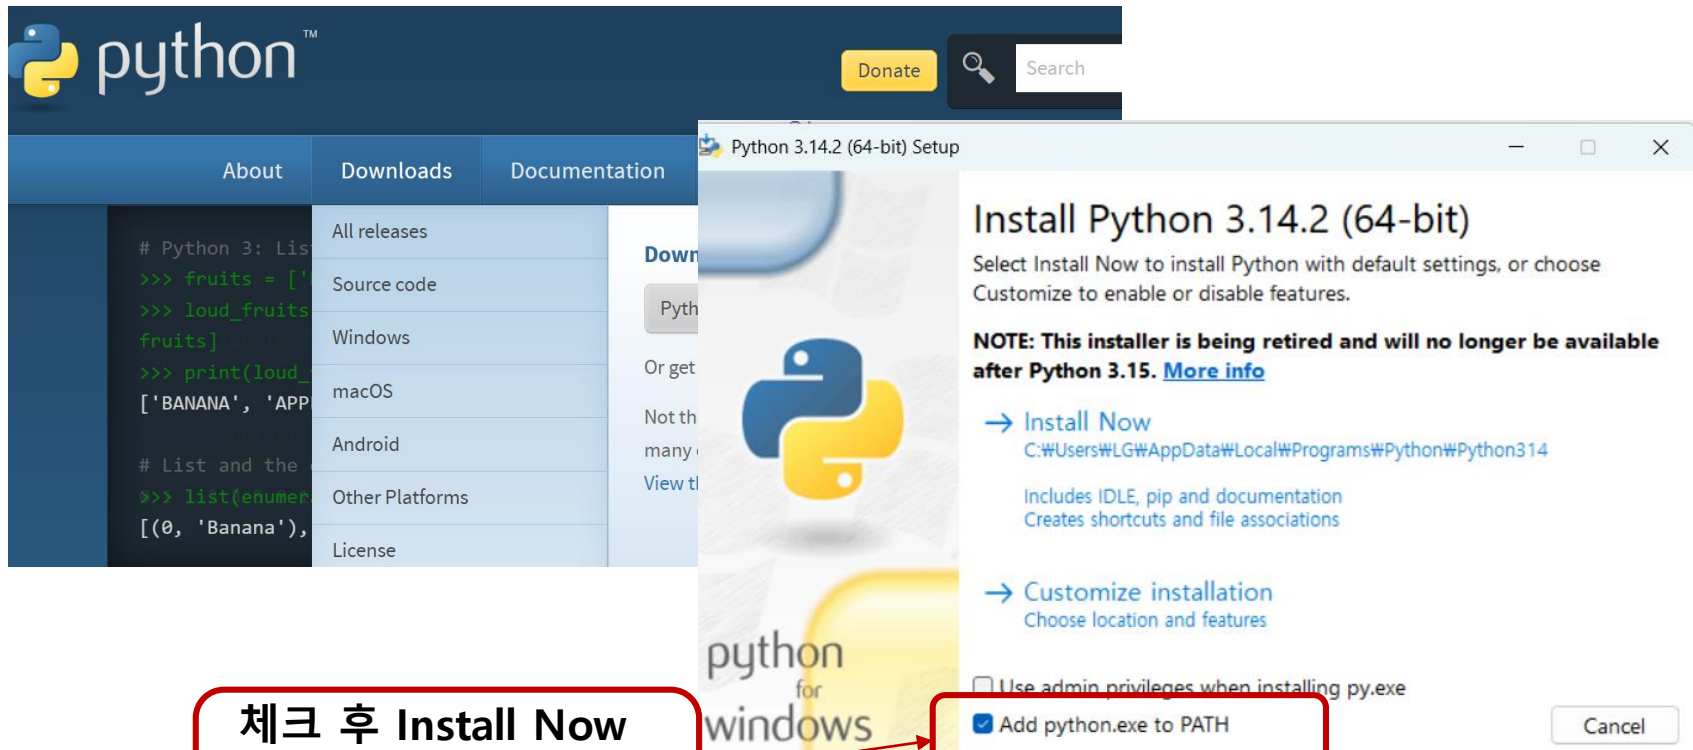 python™
Donate
Search
About
Downloads
Documentation
All releases
Source code
Windows
macOS
Android
Other Platforms
License
# Python 3: Lis
>>> fruits = ['
>>> loud_fruits
fruits]
>>> print(loud_
['BANANA', 'APP
# List and the
>>> list(enumer
[(0, 'Banana'),
Down
Pyth
Or get
Not th
many
View t
Python 3.14.2 (64-bit) Setup
Install Python 3.14.2 (64-bit)
Select Install Now to install Python with default settings, or choose
Customize to enable or disable features.
NOTE: This installer is being retired and will no longer be available
after Python 3.15. More info
→ Install Now
C:₩Users₩LG₩AppData₩Local₩Programs₩Python₩Python314
Includes IDLE, pip and documentation
Creates shortcuts and file associations
→ Customize installation
Choose location and features
python
for
windows
Use admin privileges when installing py.exe
Add python.exe to PATH
Cancel
체크 후 Install Now